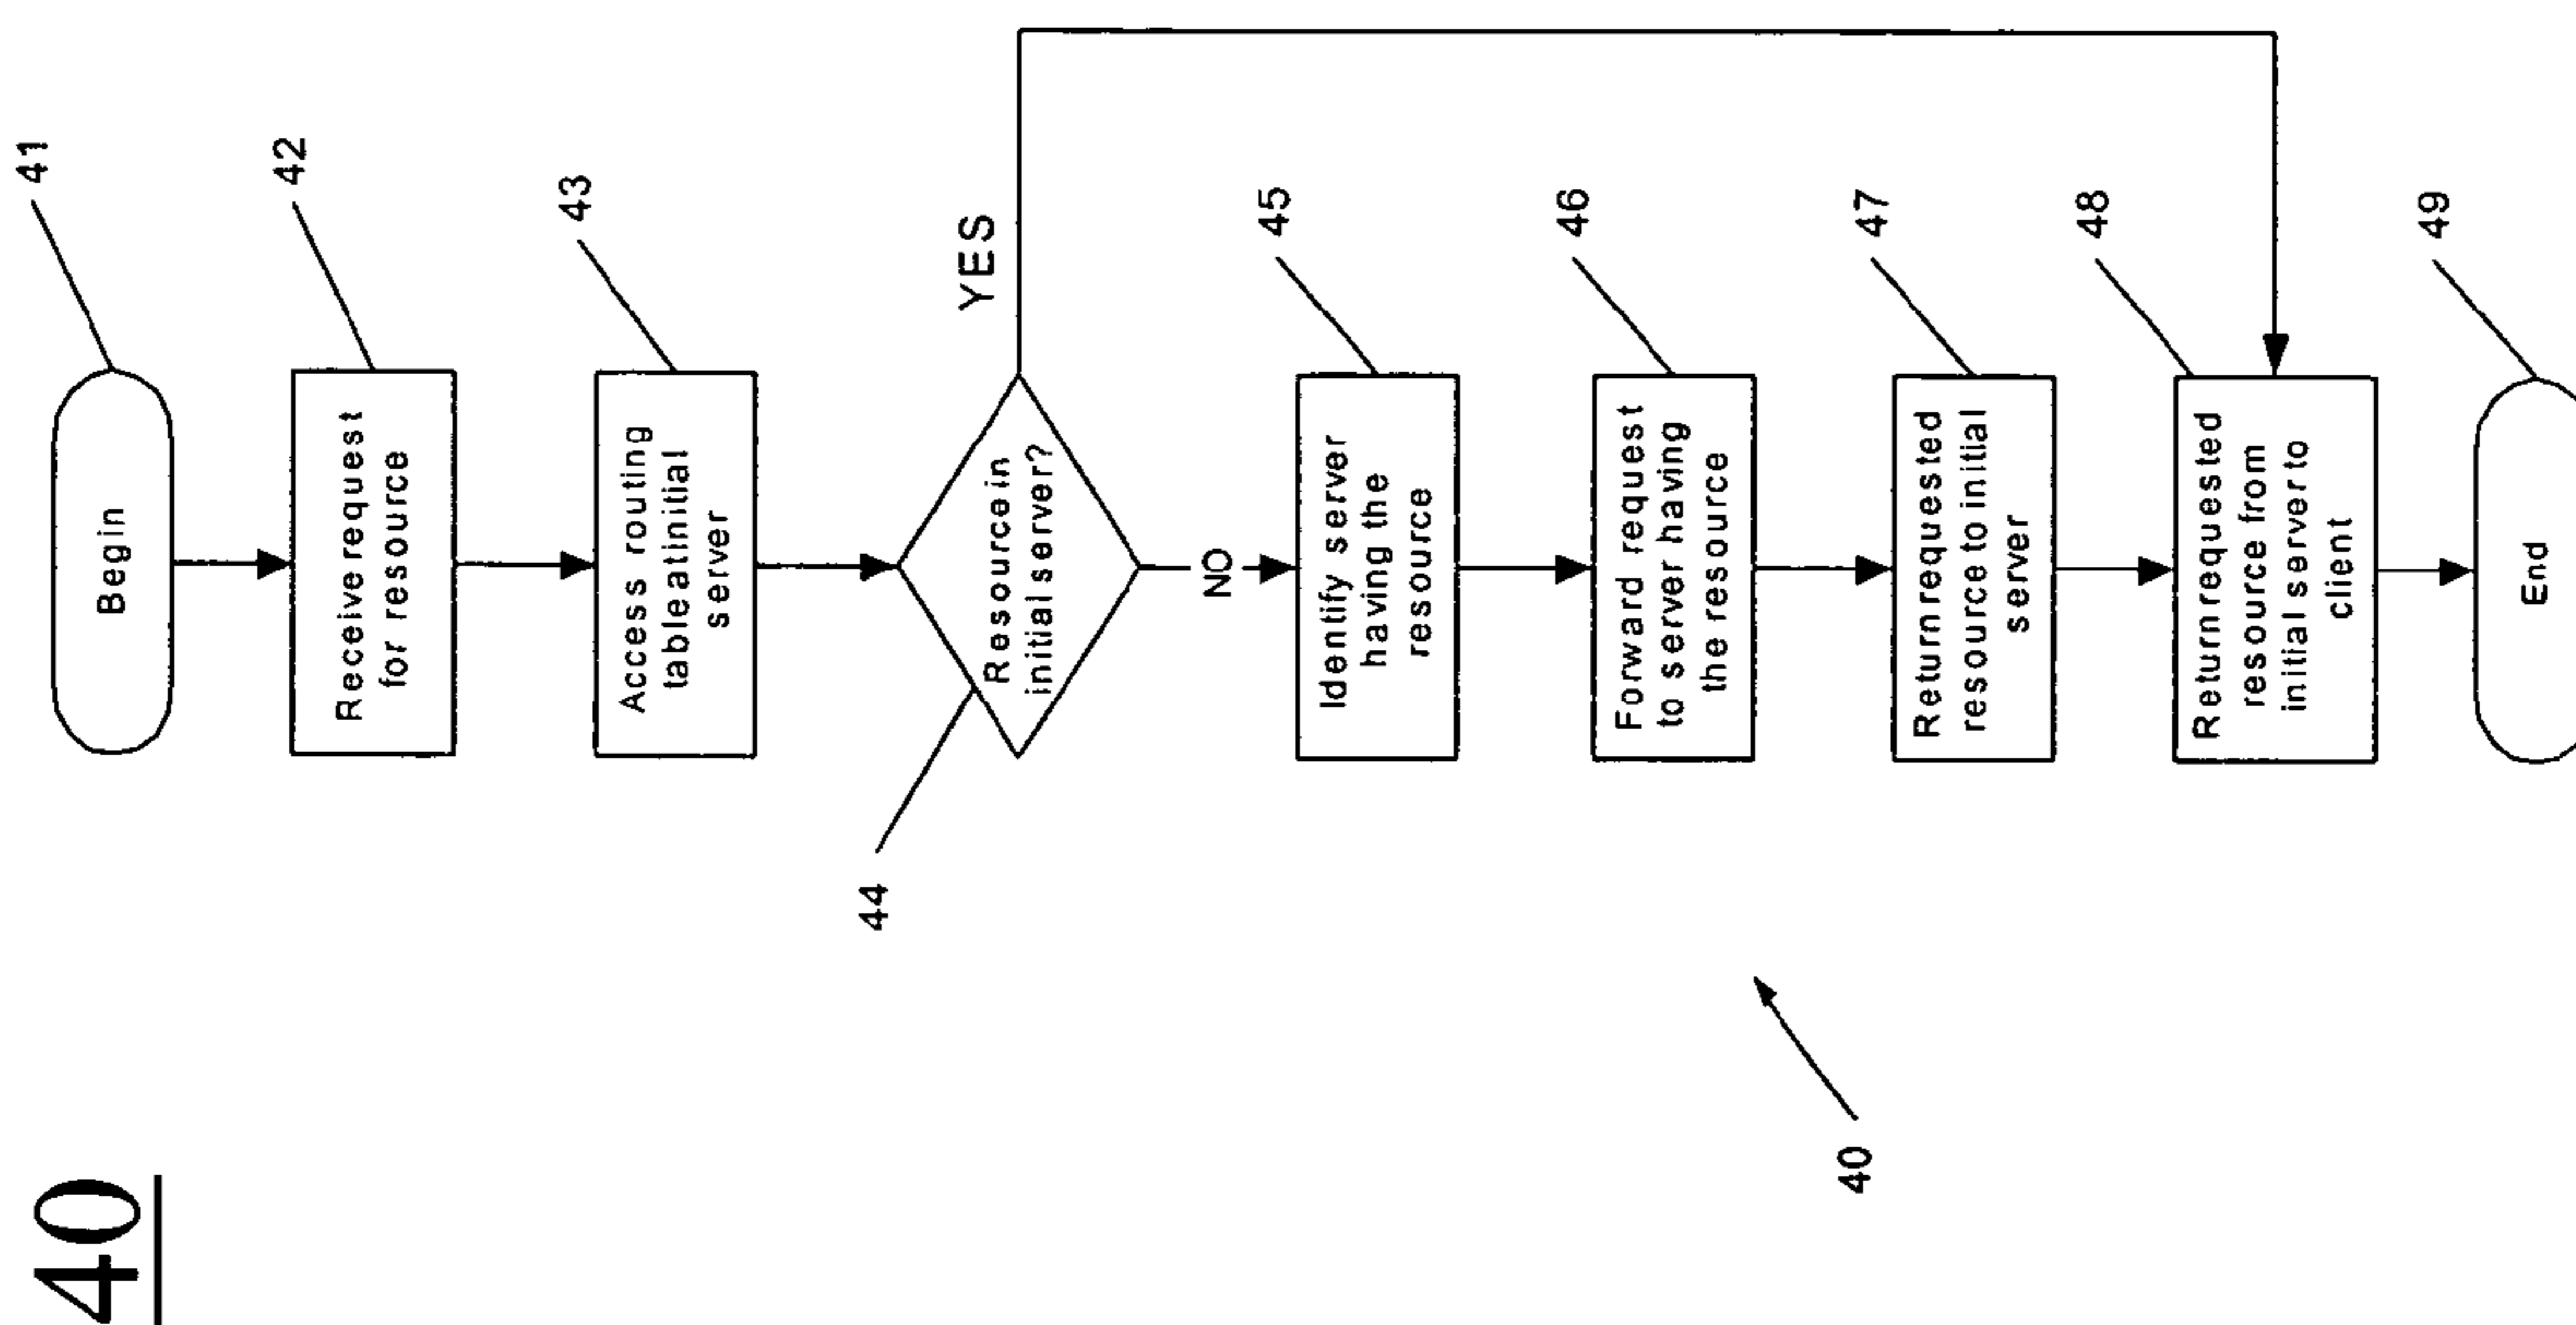 40
Begin
41
Receive request
for resource
42
Access routing
table at initial
server
43
Resource in
initial server?
44
YES
NO
Identify server
having the
resource
45
Forward request
to server having
the resource
46
Return requested
resource to initial
server
47
Return requested
resource from
initial server to
client
48
End
49
40